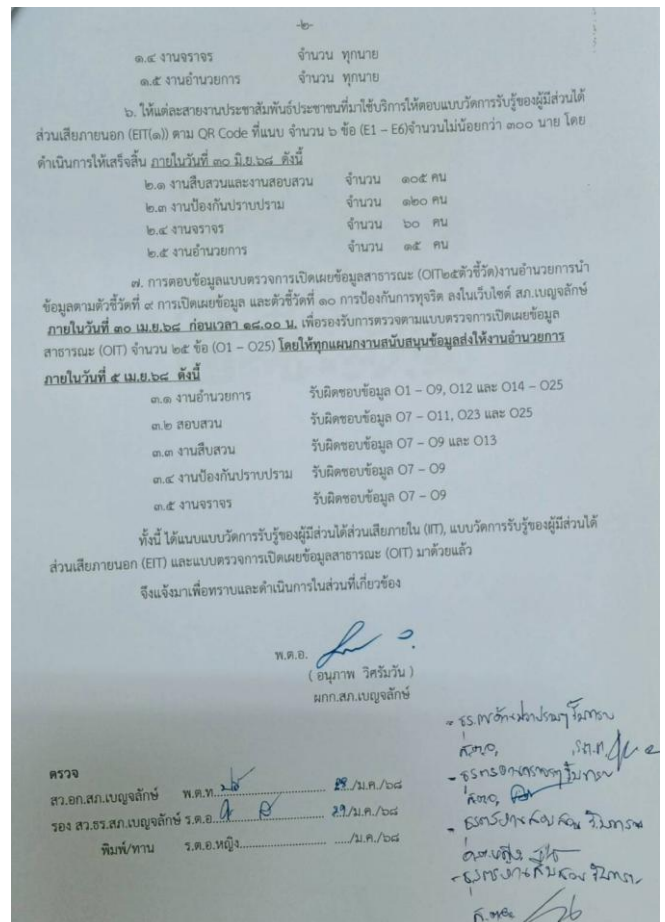 -๒-
๑.๔ งานจราจร จำนวน ทุกนาย
๑.๕ งานอำนวยการ จำนวน ทุกนาย
๖. ให้แต่ละสายงานประชาสัมพันธ์ประชาชนที่มาใช้บริการให้ตอบแบบวัดการรับรู้ของผู้มีส่วนได้
ส่วนเสียภายนอก (EIT(๑)) ตาม QR Code ที่แนบ จำนวน ๖ ข้อ (E1 – E6)จำนวนไม่น้อยกว่า ๓๐๐ นาย โดย
ดำเนินการให้เสร็จสิ้น ภายในวันที่ ๓๐ มิ.ย.๖๘ ดังนี้
๒.๑ งานสืบสวนและงานสอบสวน จำนวน ๑๐๕ คน
๒.๓ งานป้องกันปราบปราม จำนวน ๑๒๐ คน
๒.๔ งานจราจร จำนวน ๖๐ คน
๒.๕ งานอำนวยการ จำนวน ๑๕ คน
๗. การตอบข้อมูลแบบตรวจการเปิดเผยข้อมูลสาธารณะ (OIT๒๕ตัวชี้วัด)งานอำนวยการนำ
ข้อมูลตามตัวชี้วัดที่ ๙ การเปิดเผยข้อมูล และตัวชี้วัดที่ ๑๐ การป้องกันการทุจริต ลงในเว็บไซต์ สภ.เบญจลักษ์
ภายในวันที่ ๓๐ เม.ย.๖๘ ก่อนเวลา ๑๘.๐๐ น. เพื่อรองรับการตรวจตามแบบตรวจการเปิดเผยข้อมูล
สาธารณะ (OIT) จำนวน ๒๕ ข้อ (O1 – O25) โดยให้ทุกแผนกงานสนับสนุนข้อมูลส่งให้งานอำนวยการ
ภายในวันที่ ๕ เม.ย.๖๘ ดังนี้
๓.๑ งานอำนวยการ รับผิดชอบข้อมูล O1 – O9, O12 และ O14 – O25
๓.๒ สอบสวน รับผิดชอบข้อมูล O7 – O11, O23 และ O25
๓.๓ งานสืบสวน รับผิดชอบข้อมูล O7 – O9 และ O13
๓.๔ งานป้องกันปราบปราม รับผิดชอบข้อมูล O7 – O9
๓.๕ งานจราจร รับผิดชอบข้อมูล O7 – O9
ทั้งนี้ ได้แนบแบบวัดการรับรู้ของผู้มีส่วนได้ส่วนเสียภายใน (IIT), แบบวัดการรับรู้ของผู้มีส่วนได้
ส่วนเสียภายนอก (EIT) และแบบตรวจการเปิดเผยข้อมูลสาธารณะ (OIT) มาด้วยแล้ว
จึงแจ้งมาเพื่อทราบและดำเนินการในส่วนที่เกี่ยวข้อง
พ.ต.อ.
( อนุภาพ วิศรัมวัน )
ผกก.สภ.เบญจลักษ์
ตรวจ
สว.อก.สภ.เบญจลักษ์ พ.ต.ท. /ม.ค./๖๘
รอง สว.ธร.สภ.เบญจลักษ์ ร.ต.อ. 29/ม.ค./๖๘
พิมพ์/ทาน ร.ต.อ.หญิง........................ ..../ม.ค./๖๘